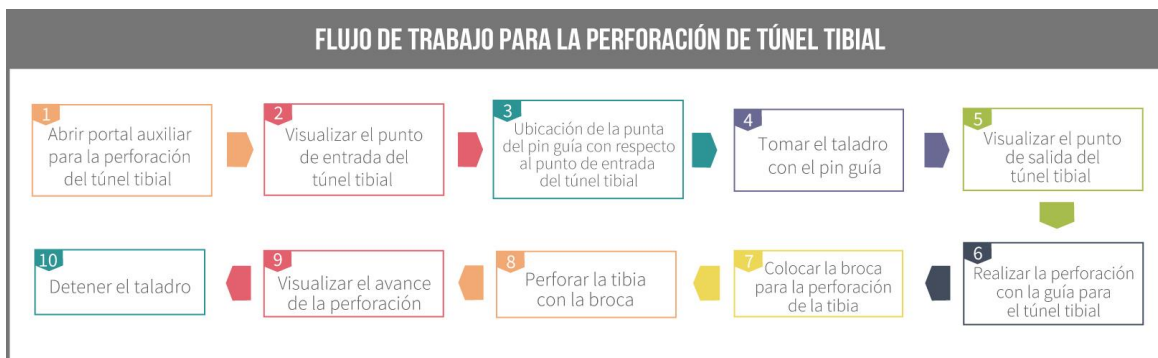 FLUJO DE TRABAJO PARA LA PERFORACIÓN DE TÚNEL TIBIAL
1
Abrir portal auxiliar
para la perforación
del túnel tibial
2
Visualizar el punto
de entrada del
túnel tibial
3
Ubicación de la punta
del pin guía con respecto
al punto de entrada
del túnel tibial
4
Tomar el taladro
con el pin guía
5
Visualizar el punto
de salida del
túnel tibial
6
Realizar la perforación
con la guía para
el túnel tibial
7
Colocar la broca
para la perforación
de la tibia
8
Perforar la tibia
con la broca
9
Visualizar el avance
de la perforación
10
Detener el taladro